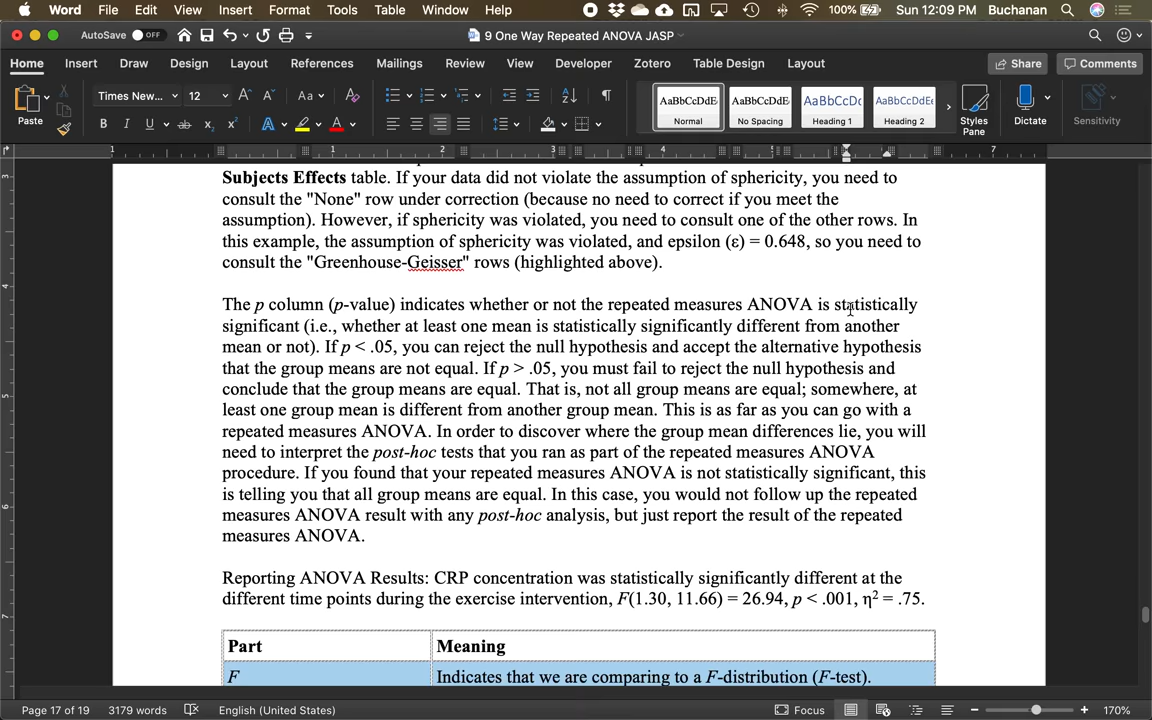 Word File Edit View Insert Format Tools Table Window Help 100% Sun 12:09 PM Buchanan
AutoSave OFF 9 One Way Repeated ANOVA JASP
Home Insert Draw Design Layout References Mailings Review View Developer Zotero Table Design Layout Share Comments
Paste Times New... 12 A A Aa A
B I U ab x₂ x² A A
AaBbCcDdE AaBbCcDdE AaBbCcDc AaBbCcDdEe
Normal No Spacing Heading 1 Heading 2 Styles Pane Dictate Sensitivity
1 1 2 3 4 5 7
Subjects Effects table. If your data did not violate the assumption of sphericity, you need to
consult the "None" row under correction (because no need to correct if you meet the
assumption). However, if sphericity was violated, you need to consult one of the other rows. In
this example, the assumption of sphericity was violated, and epsilon (ε) = 0.648, so you need to
consult the "Greenhouse-Geisser" rows (highlighted above).
The p column (p-value) indicates whether or not the repeated measures ANOVA is statistically
significant (i.e., whether at least one mean is statistically significantly different from another
mean or not). If p < .05, you can reject the null hypothesis and accept the alternative hypothesis
that the group means are not equal. If p > .05, you must fail to reject the null hypothesis and
conclude that the group means are equal. That is, not all group means are equal; somewhere, at
least one group mean is different from another group mean. This is as far as you can go with a
repeated measures ANOVA. In order to discover where the group mean differences lie, you will
need to interpret the post-hoc tests that you ran as part of the repeated measures ANOVA
procedure. If you found that your repeated measures ANOVA is not statistically significant, this
is telling you that all group means are equal. In this case, you would not follow up the repeated
measures ANOVA result with any post-hoc analysis, but just report the result of the repeated
measures ANOVA.
Reporting ANOVA Results: CRP concentration was statistically significantly different at the
different time points during the exercise intervention, F(1.30, 11.66) = 26.94, p < .001, η² = .75.
Part Meaning
F Indicates that we are comparing to a F-distribution (F-test).
Page 17 of 19 3179 words English (United States) Focus 170%